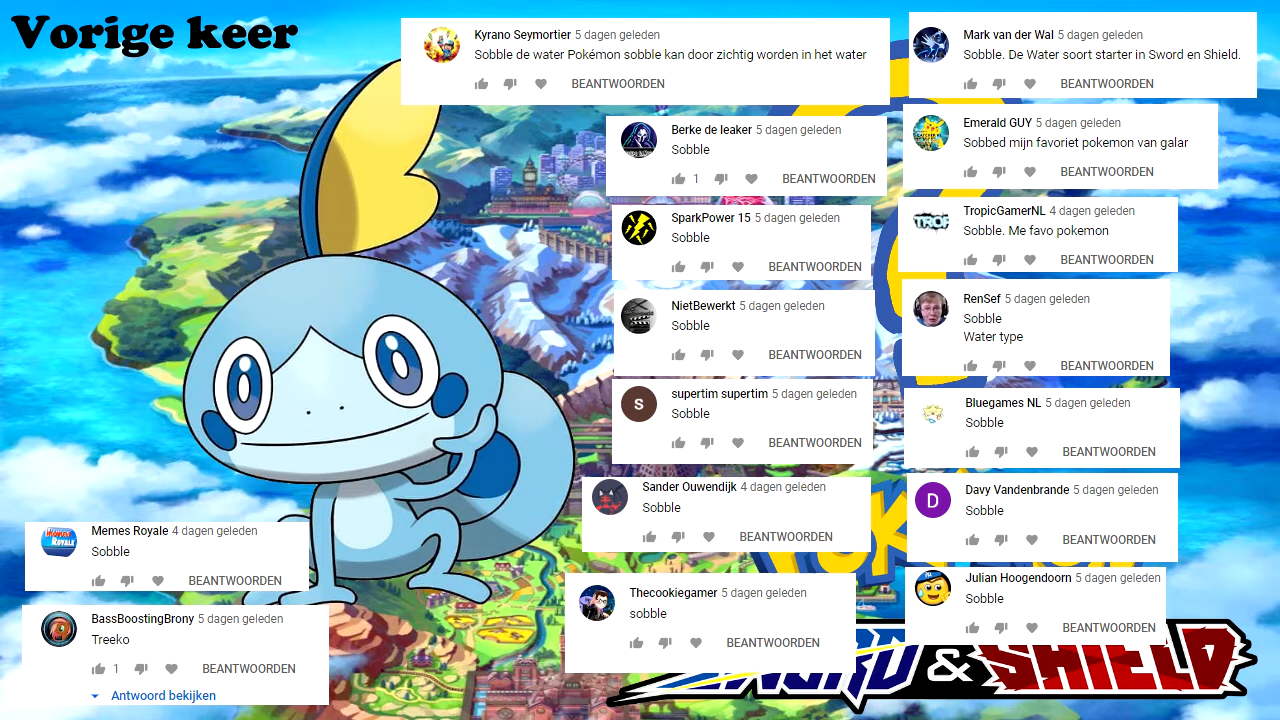 Vorige keer
Kyrano Seymortier 5 dagen geleden
Sobble de water Pokémon sobble kan door zichtig worden in het water
BEANTWOORDEN
Mark van der Wal 5 dagen geleden
Sobble. De Water soort starter in Sword en Shield.
BEANTWOORDEN
Berke de leaker 5 dagen geleden
Sobble
1 BEANTWOORDEN
Emerald GUY 5 dagen geleden
Sobbed mijn favoriet pokemon van galar
BEANTWOORDEN
SparkPower 15 5 dagen geleden
Sobble
BEANTWOORDEN
TropicGamerNL 4 dagen geleden
Sobble. Me favo pokemon
BEANTWOORDEN
NietBewerkt 5 dagen geleden
Sobble
BEANTWOORDEN
RenSef 5 dagen geleden
Sobble
Water type
BEANTWOORDEN
supertim supertim 5 dagen geleden
Sobble
BEANTWOORDEN
Bluegames NL 5 dagen geleden
Sobble
BEANTWOORDEN
Sander Ouwendijk 4 dagen geleden
Sobble
BEANTWOORDEN
Davy Vandenbrande 5 dagen geleden
Sobble
BEANTWOORDEN
Memes Royale 4 dagen geleden
Sobble
BEANTWOORDEN
Thecookiegamer 5 dagen geleden
sobble
BEANTWOORDEN
Julian Hoogendoorn 5 dagen geleden
Sobble
BEANTWOORDEN
BassBoosting Brony 5 dagen geleden
Treeko
1 BEANTWOORDEN
Antwoord bekijken
& SHIELD